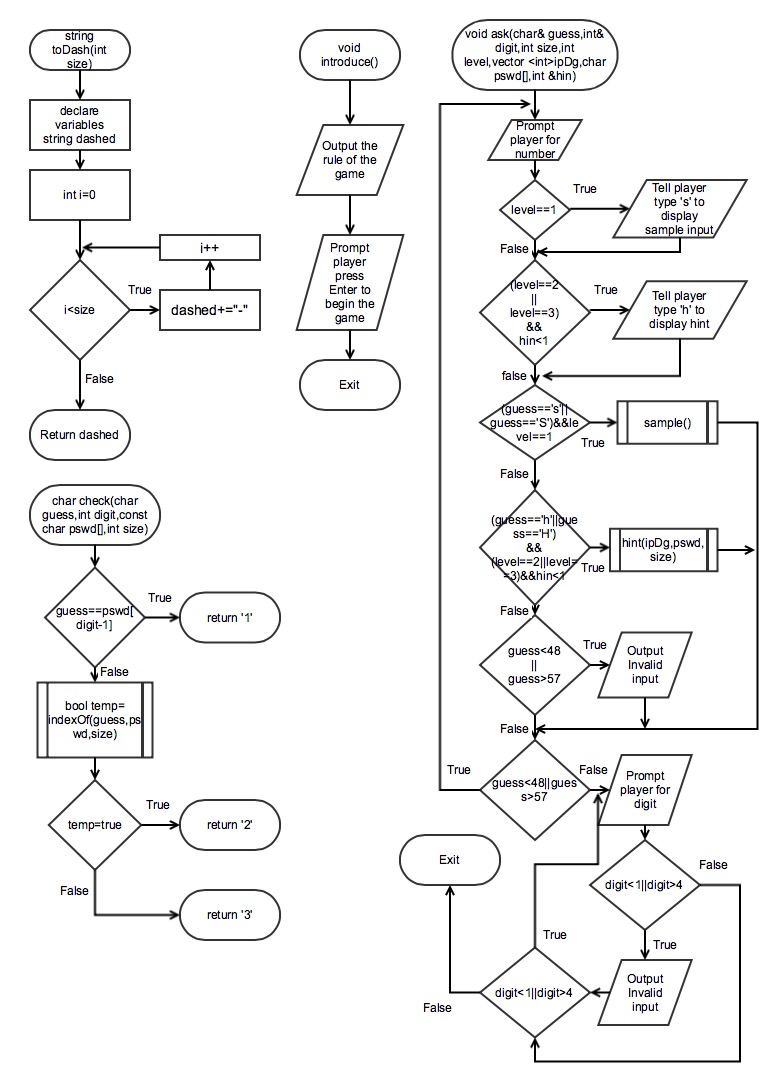 string
toDash(int
size)
declare
variables
string dashed
int i=0
i++
i<size
True
dashed+="-"
False
Return dashed
void
introduce()
Output the
rule of the
game
Prompt
player
press
Enter to
begin the
game
Exit
char check(char
guess,int digit,const
char pswd[],int size)
guess==pswd[
digit-1]
True
return '1'
False
bool temp=
indexOf(guess,ps
wd,size)
temp=true
True
return '2'
False
return '3'
void ask(char& guess,int&
digit,int size,int
level,vector <int>ipDg,char
pswd[],int &hin)
Prompt
player for
number
level==1
True
Tell player
type 's' to
display
sample input
False
(level==2
||
level==3)
&&
hin<1
True
Tell player
type 'h' to
display hint
false
(guess=='s'||
guess=='S')&&le
vel==1
True
sample()
False
(guess=='h'||gue
ss=='H')
&&
(level==2||level=
=3)&&hin<1
True
hint(ipDg,pswd,
size)
False
guess<48
||
guess>57
True
Output
Invalid
input
False
guess<48||gues
s>57
True
False
Prompt
player for
digit
digit<1||digit>4
False
True
Output
Invalid
input
digit<1||digit>4
True
False
Exit